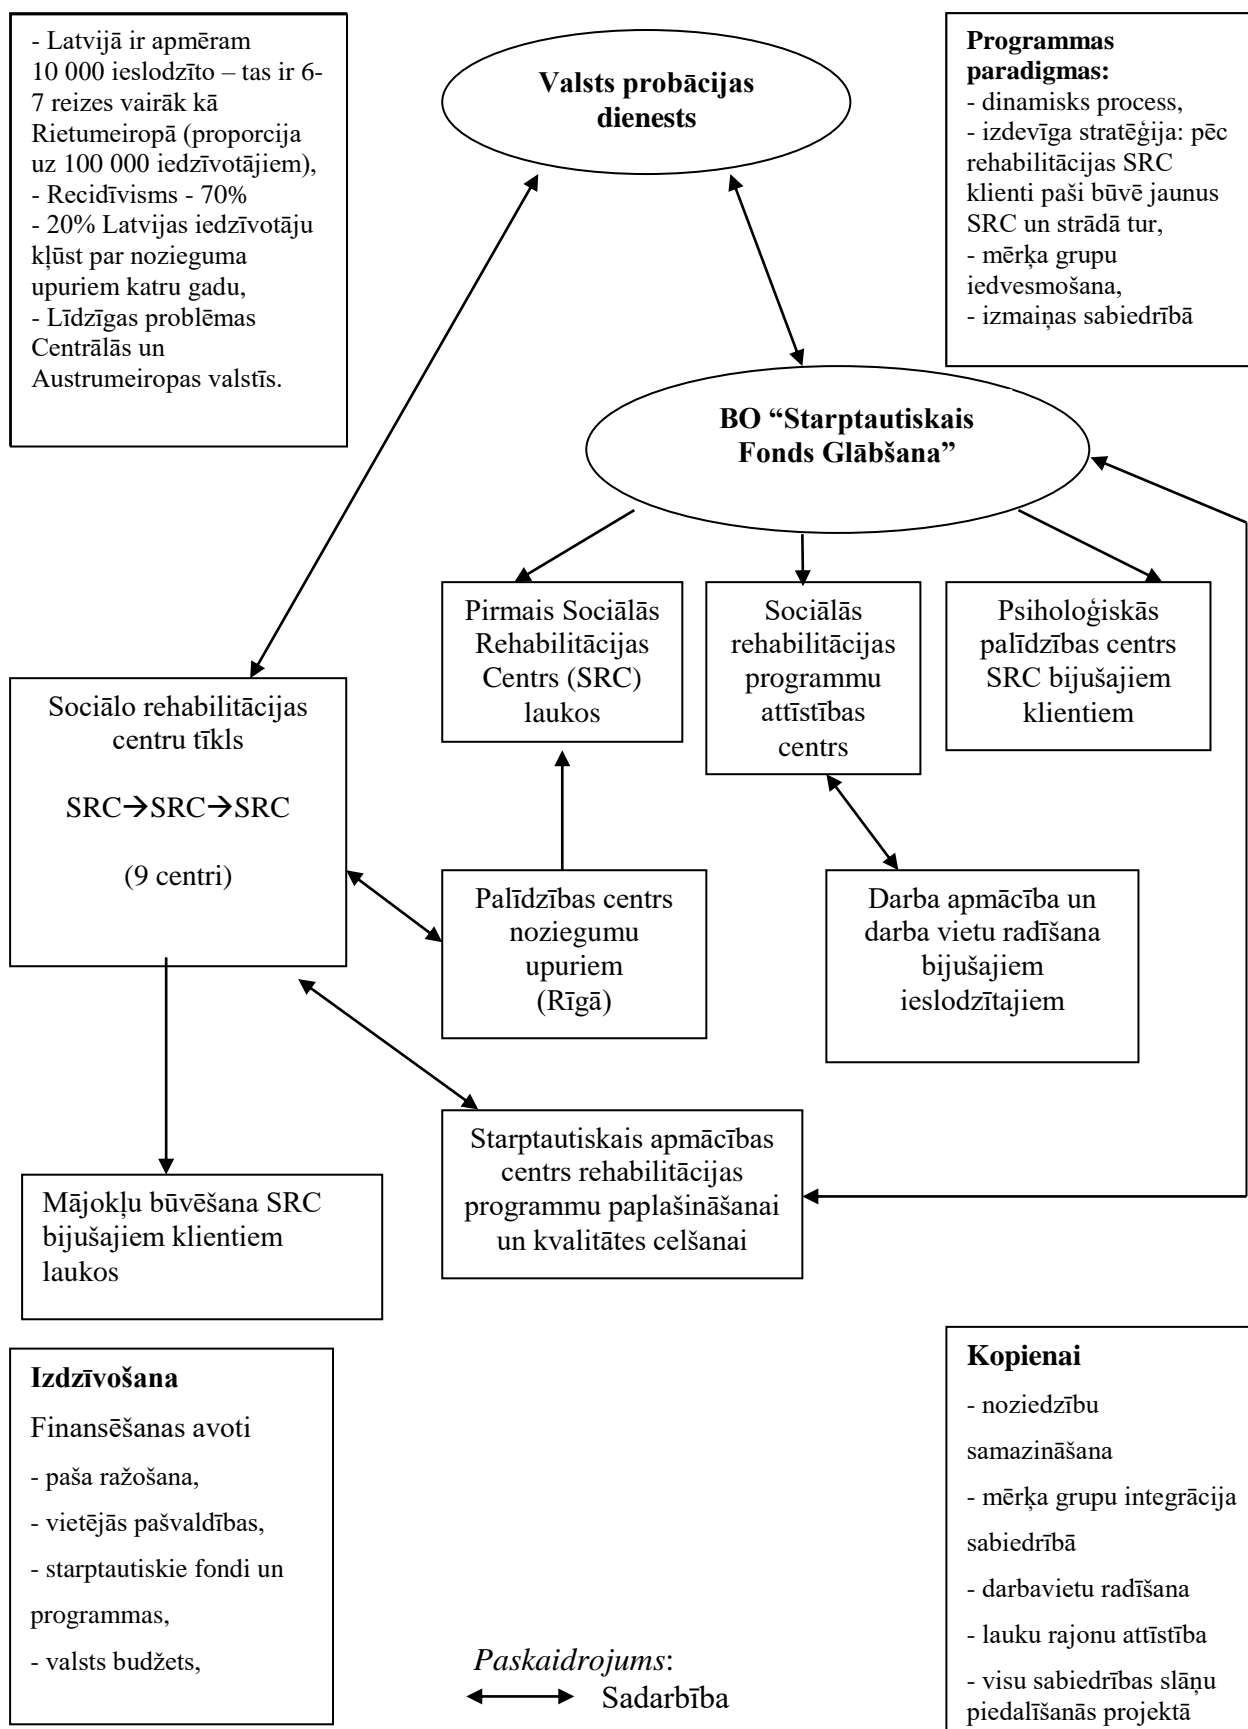 - Latvijā ir apmēram
10 000 ieslodzīto – tas ir 6-
7 reizes vairāk kā
Rietumeiropā (proporcija
uz 100 000 iedzīvotājiem),
- Recidīvisms - 70%
- 20% Latvijas iedzīvotāju
kļūst par nozieguma
upuriem katru gadu,
- Līdzīgas problēmas
Centrālās un
Austrumeiropas valstīs.
Valsts probācijas
dienests
Programmas
paradigmas:
- dinamisks process,
- izdevīga stratēģija: pēc
rehabilitācijas SRC
klienti paši būvē jaunus
SRC un strādā tur,
- mērķa grupu
iedvesmošana,
- izmaiņas sabiedrībā
BO “Starptautiskais
Fonds Glābšana”
Pirmais Sociālās
Rehabilitācijas
Centrs (SRC)
laukos
Sociālās
rehabilitācijas
programmu
attīstības
centrs
Psiholoģiskās
palīdzības centrs
SRC bijušajiem
klientiem
Sociālo rehabilitācijas
centru tīkls
SRC→SRC→SRC
(9 centri)
Palīdzības centrs
noziegumu
upuriem
(Rīgā)
Darba apmācība un
darba vietu radīšana
bijušajiem
ieslodzītajiem
Starptautiskais apmācības
centrs rehabilitācijas
programmu paplašināšanai
un kvalitātes celšanai
Mājokļu būvēšana SRC
bijušajiem klientiem
laukos
Izdzīvošana
Finansēšanas avoti
- paša ražošana,
- vietējās pašvaldības,
- starptautiskie fondi un
programmas,
- valsts budžets,
Paskaidrojums:
Sadarbība
Kopienai
- noziedzību
samazināšana
- mērķa grupu integrācija
sabiedrībā
- darbavietu radīšana
- lauku rajonu attīstība
- visu sabiedrības slāņu
piedalīšanās projektā